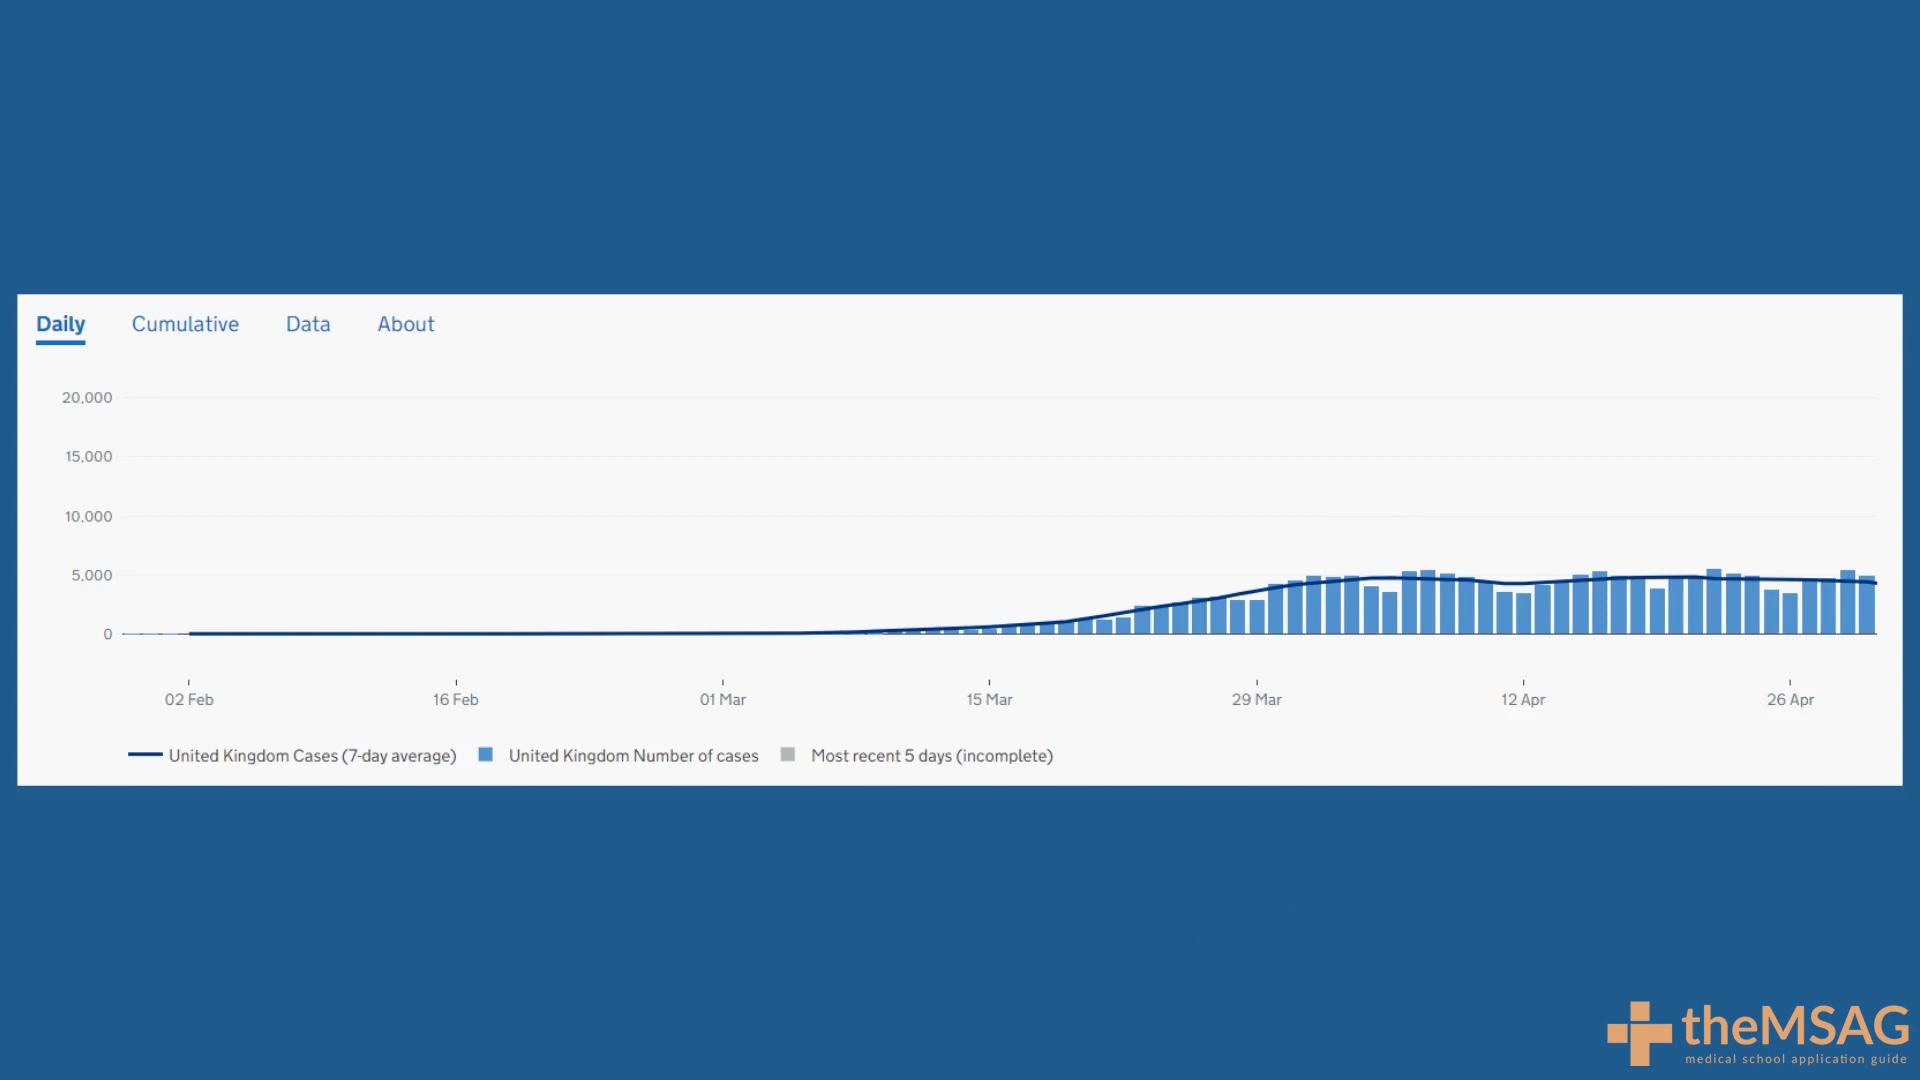 Daily Cumulative Data About
20,000
15,000
10,000
5,000
0
02 Feb 16 Feb 01 Mar 15 Mar 29 Mar 12 Apr 26 Apr
United Kingdom Cases (7-day average) United Kingdom Number of cases Most recent 5 days (incomplete)
theMSAG
medical school application guide